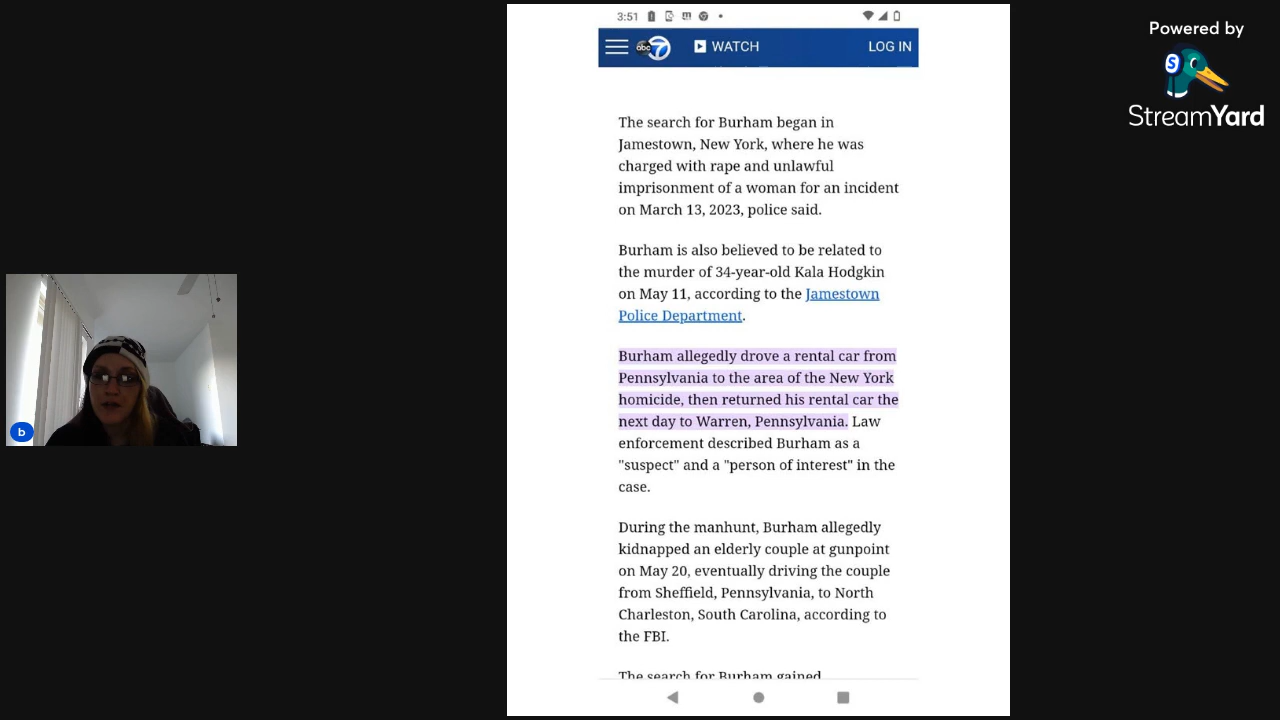 3:51
abc 7 WATCH LOG IN
The search for Burham began in
Jamestown, New York, where he was
charged with rape and unlawful
imprisonment of a woman for an incident
on March 13, 2023, police said.
Burham is also believed to be related to
the murder of 34-year-old Kala Hodgkin
on May 11, according to the Jamestown
Police Department.
Burham allegedly drove a rental car from
Pennsylvania to the area of the New York
homicide, then returned his rental car the
next day to Warren, Pennsylvania. Law
enforcement described Burham as a
"suspect" and a "person of interest" in the
case.
During the manhunt, Burham allegedly
kidnapped an elderly couple at gunpoint
on May 20, eventually driving the couple
from Sheffield, Pennsylvania, to North
Charleston, South Carolina, according to
the FBI.
The search for Burham gained
b
Powered by
S
StreamYard